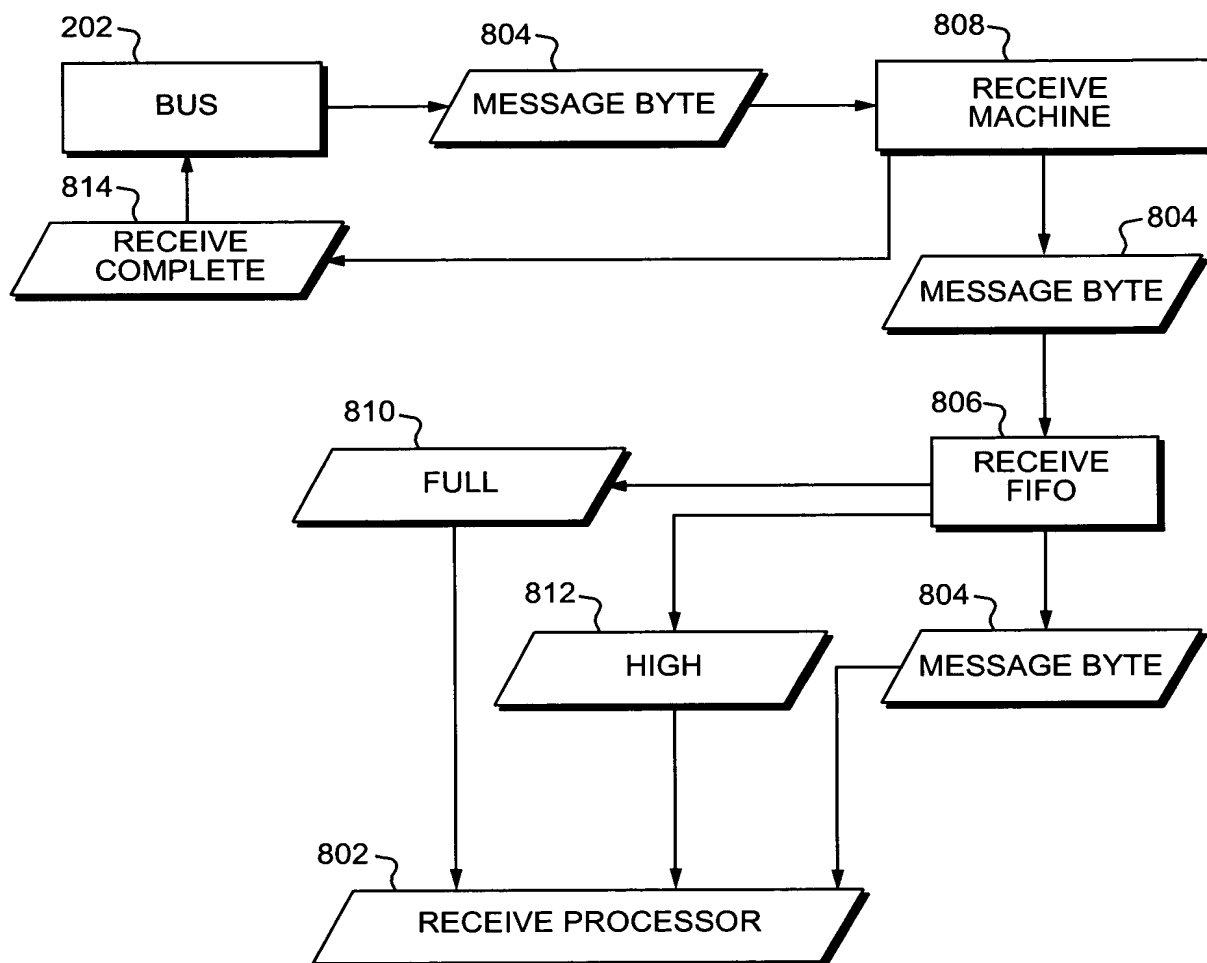 202
BUS
804
MESSAGE BYTE
808
RECEIVE
MACHINE
814
RECEIVE
COMPLETE
804
MESSAGE BYTE
806
RECEIVE
FIFO
810
FULL
812
HIGH
804
MESSAGE BYTE
802
RECEIVE PROCESSOR